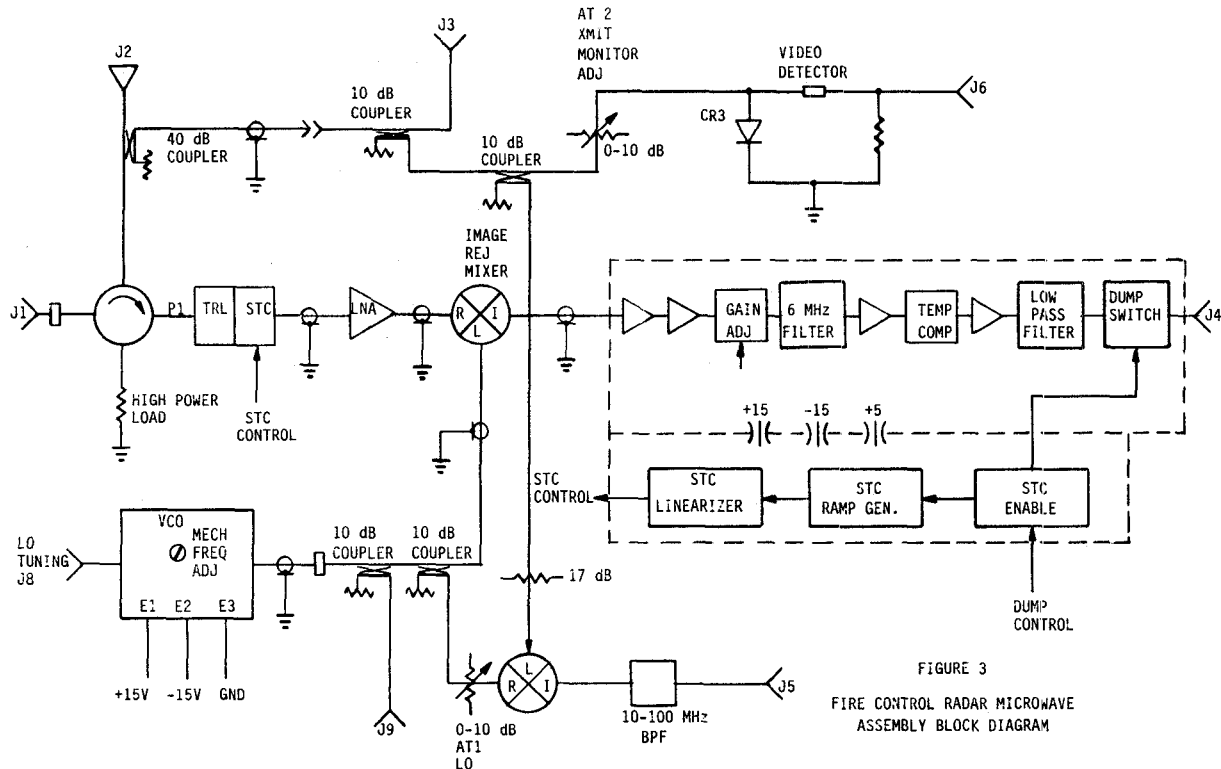 J2
J3
AT 2
XMIT
MONITOR
ADJ
VIDEO
DETECTOR
J6
10 dB
COUPLER
40 dB
COUPLER
10 dB
COUPLER
0-10 dB
CR3
IMAGE
REJ
MIXER
J1
P1
TRL
STC
LNA
R
I
L
GAIN
ADJ
6 MHz
FILTER
TEMP
COMP
LOW
PASS
FILTER
DUMP
SWITCH
J4
HIGH POWER
LOAD
STC
CONTROL
+15
-15
+5
STC
CONTROL
STC
LINEARIZER
STC
RAMP GEN.
STC
ENABLE
DUMP
CONTROL
LO
TUNING
J8
VCO
MECH
FREQ
ADJ
E1
E2
E3
+15V
-15V
GND
10 dB
COUPLER
10 dB
COUPLER
17 dB
J9
0-10 dB
AT1
LO
L
R
I
10-100 MHz
BPF
J5
FIGURE 3
FIRE CONTROL RADAR MICROWAVE
ASSEMBLY BLOCK DIAGRAM